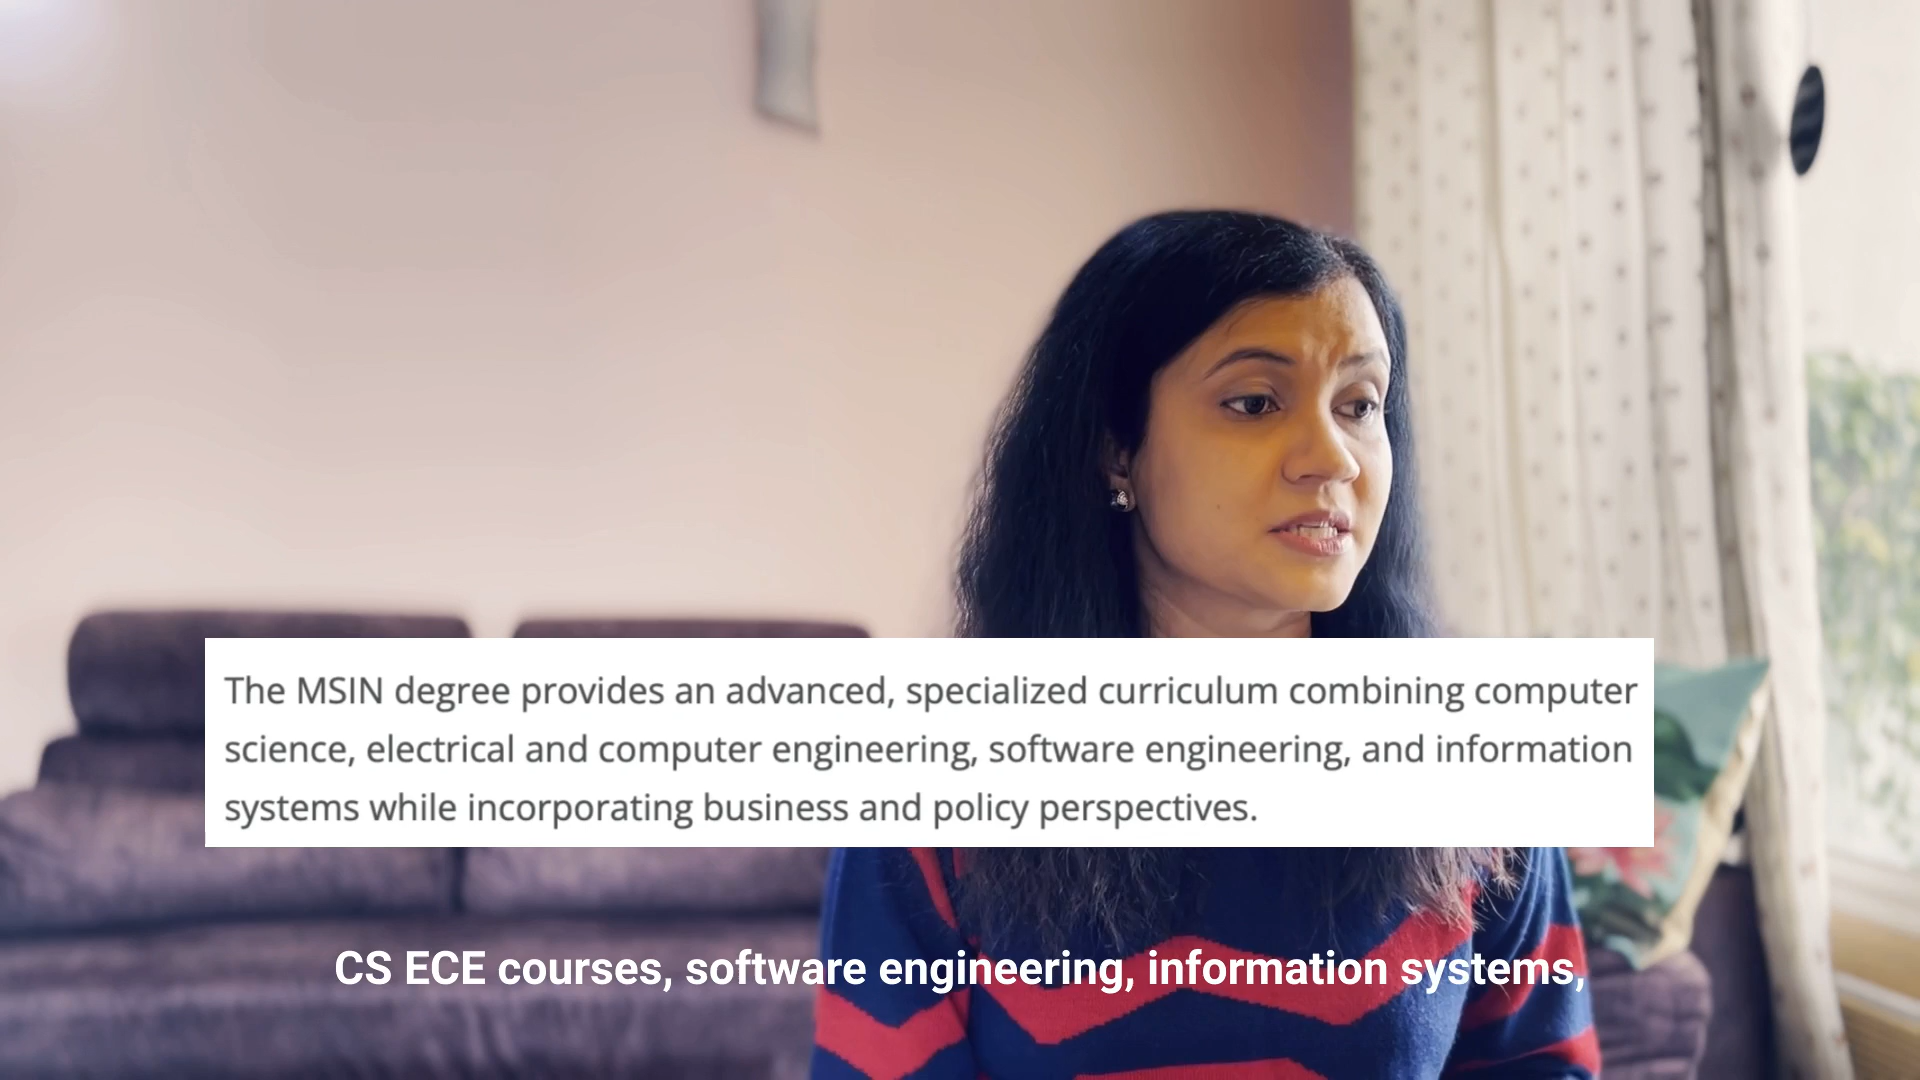 The MSIN degree provides an advanced, specialized curriculum combining computer
science, electrical and computer engineering, software engineering, and information
systems while incorporating business and policy perspectives.
CS ECE courses, software engineering, information systems,